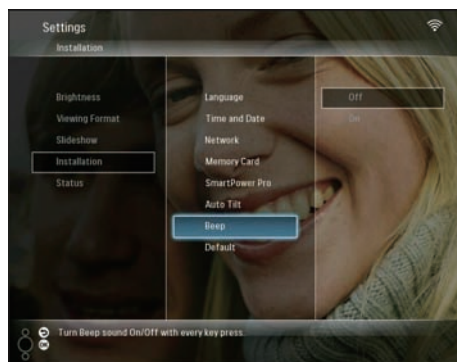 Settings
Installation
Brightness
Viewing Format
Slideshow
Installation
Status
Language
Time and Date
Network
Memory Card
SmartPower Pro
Auto Tilt
Beep
Default
Off
On
Turn Beep sound On/Off with every key press.
OK